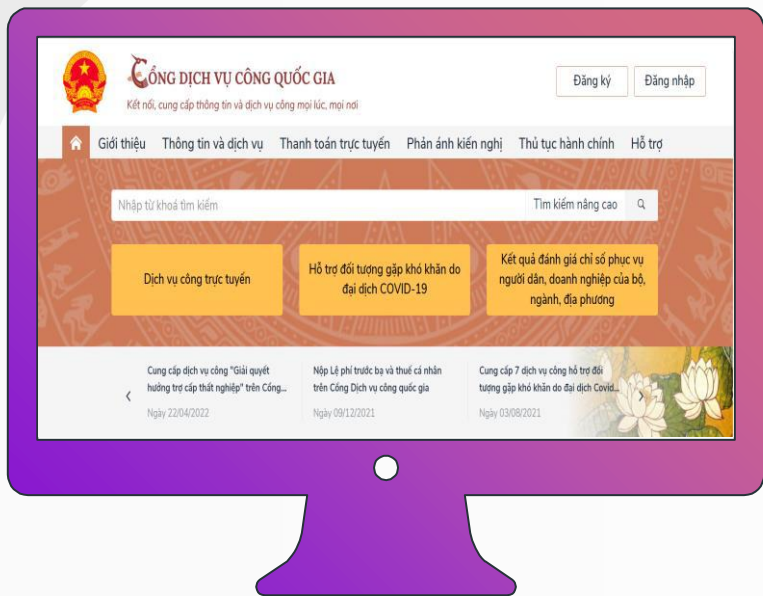 CỔNG DỊCH VỤ CÔNG QUỐC GIA
Kết nối, cung cấp thông tin và dịch vụ công mọi lúc, mọi nơi
Đăng ký
Đăng nhập
Giới thiệu
Thông tin và dịch vụ
Thanh toán trực tuyến
Phản ánh kiến nghị
Thủ tục hành chính
Hỗ trợ
Nhập từ khoá tìm kiếm
Tìm kiếm nâng cao
Dịch vụ công trực tuyến
Hỗ trợ đối tượng gặp khó khăn do
đại dịch COVID-19
Kết quả đánh giá chỉ số phục vụ
người dân, doanh nghiệp của bộ,
ngành, địa phương
Cung cấp dịch vụ công "Giải quyết
hưởng trợ cấp thất nghiệp" trên Cổng...
Ngày 22/04/2022
Nộp Lệ phí trước bạ và thuế cá nhân
trên Cổng Dịch vụ công quốc gia
Ngày 09/12/2021
Cung cấp 7 dịch vụ công hỗ trợ đối
tượng gặp khó khăn do đại dịch Covid...
Ngày 03/08/2021